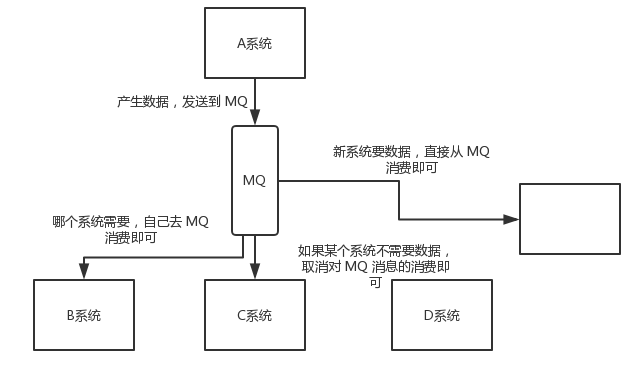 A系统
产生数据，发送到 MQ
MQ
新系统要数据，直接从 MQ
消费即可
哪个系统需要，自己去 MQ
消费即可
如果某个系统不需要数据，
取消对 MQ 消息的消费即
可
B系统
C系统
D系统